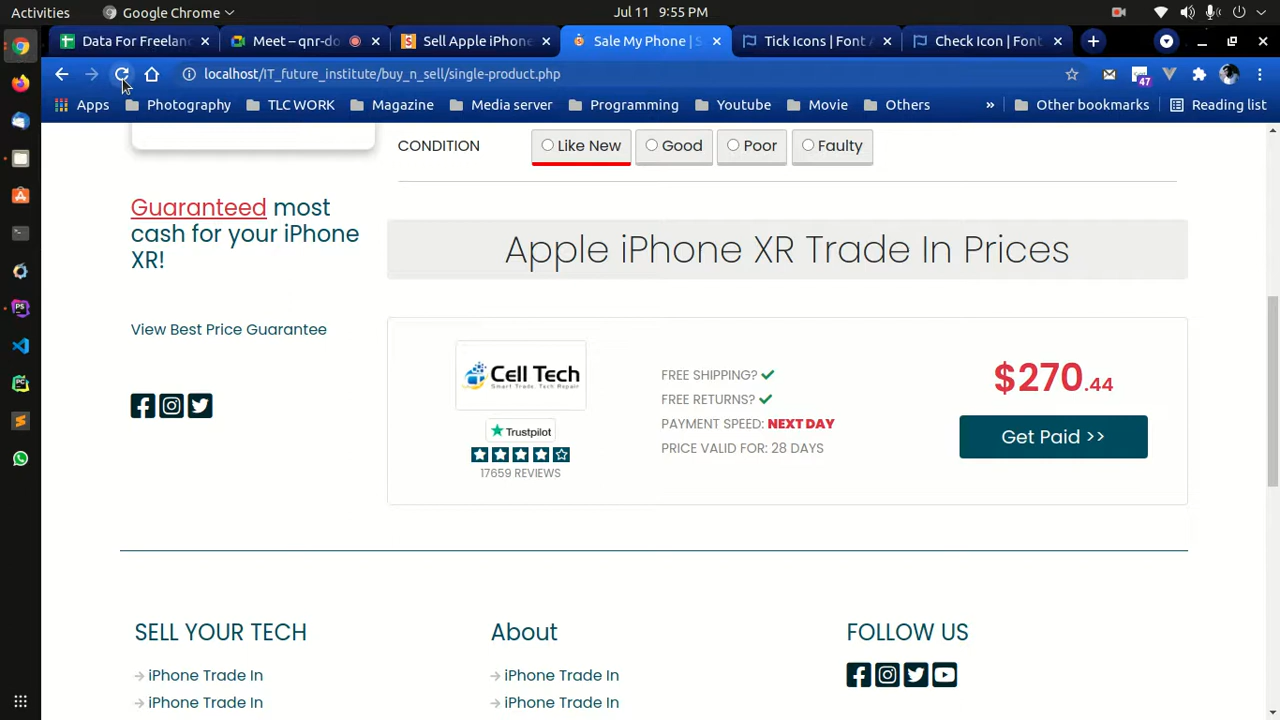 Activities
Google Chrome
Jul 11 9:55 PM
Data For Freelan
Meet – qnr-do
Sell Apple iPhone
Sale My Phone | S
Tick Icons | Font A
Check Icon | Font
localhost/IT_future_institute/buy_n_sell/single-product.php
47
Apps
Photography
TLC WORK
Magazine
Media server
Programming
Youtube
Movie
Others
»
Other bookmarks
Reading list
CONDITION
Like New
Good
Poor
Faulty
Guaranteed most
cash for your iPhone
XR!
View Best Price Guarantee
Apple iPhone XR Trade In Prices
Cell Tech
Smart Trade. Tech Repair
Trustpilot
17659 REVIEWS
FREE SHIPPING?
FREE RETURNS?
PAYMENT SPEED: NEXT DAY
PRICE VALID FOR: 28 DAYS
$270.44
Get Paid >>
SELL YOUR TECH
iPhone Trade In
iPhone Trade In
About
iPhone Trade In
iPhone Trade In
FOLLOW US